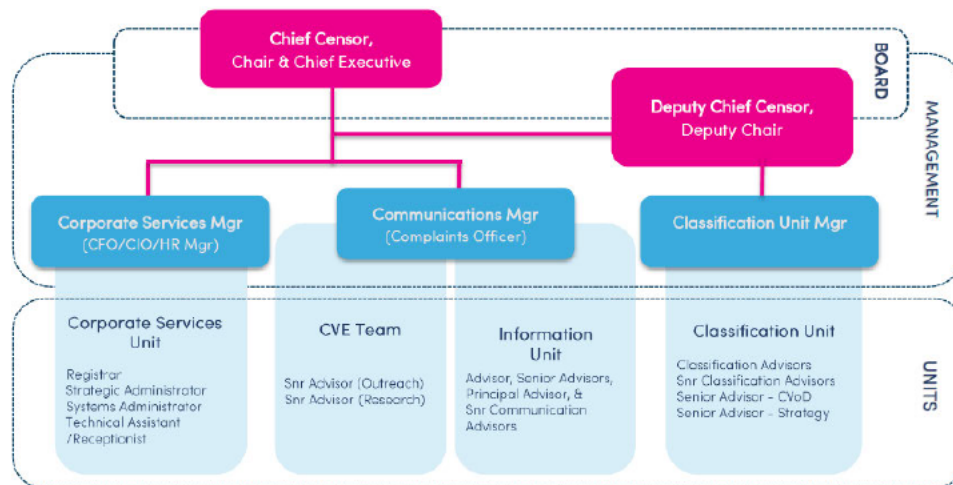 Chief Censor,
Chair & Chief Executive
BOARD
Deputy Chief Censor,
Deputy Chair
MANAGEMENT
Corporate Services Mgr
(CFO/CIO/HR Mgr)
Communications Mgr
(Complaints Officer)
Classification Unit Mgr
Corporate Services
Unit
Registrar
Strategic Administrator
Systems Administrator
Technical Assistant
/Receptionist
CVE Team
Snr Advisor (Outreach)
Snr Advisor (Research)
Information
Unit
Advisor, Senior Advisors,
Principal Advisor, &
Snr Communication
Advisors
Classification Unit
Classification Advisors
Snr Classification Advisors
Senior Advisor - CVoD
Senior Advisor - Strategy
UNITS